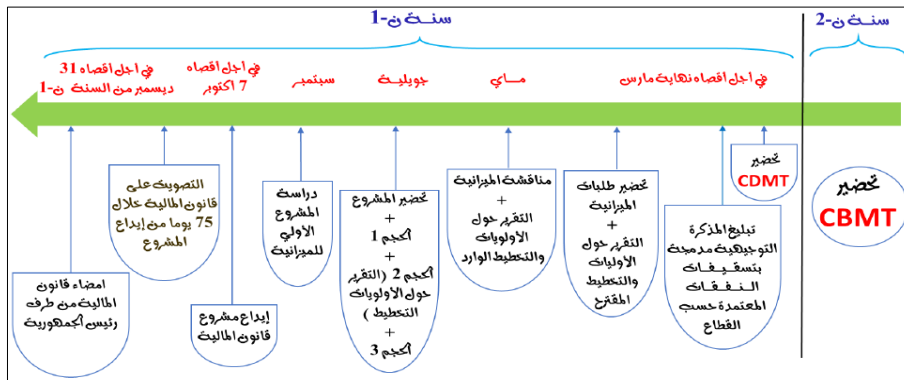 سنة ن-2
سنة ن-1
في اجل اقصاه نهاية مارس
ماي
جويلية
سبتمبر
في اجل اقصاه
7 اكتوبر
في اجل اقصاه 31
ديسمبر من السنة ن-1
تحضير
CBMT
تحضير
CDMT
تبليغ المذكرة
التوجيهية مدمجة
بتسقيفات
النفقات
المعتمدة حسب
القطاع
تحضير طلبات
الميزانية
+
التقرير حول
الأوليات
والتخطيط
المقترح
مناقشة الميزانية
+
التقرير حول
الأولويات
والتخطيط الوارد
تحضير المشروع
+
الحجم 1
+
الحجم 2 (التقرير
حول الأولويات
التخطيط )
+
الحجم 3
دراسة
المشروع
الأولي
للميزانية
إيداع مشروع
قانون المالية
التصويت على
قانون المالية خلال
75 يوما من إيداع
المشروع
امضاء قانون
المالية من طرف
رئيس الجمهورية